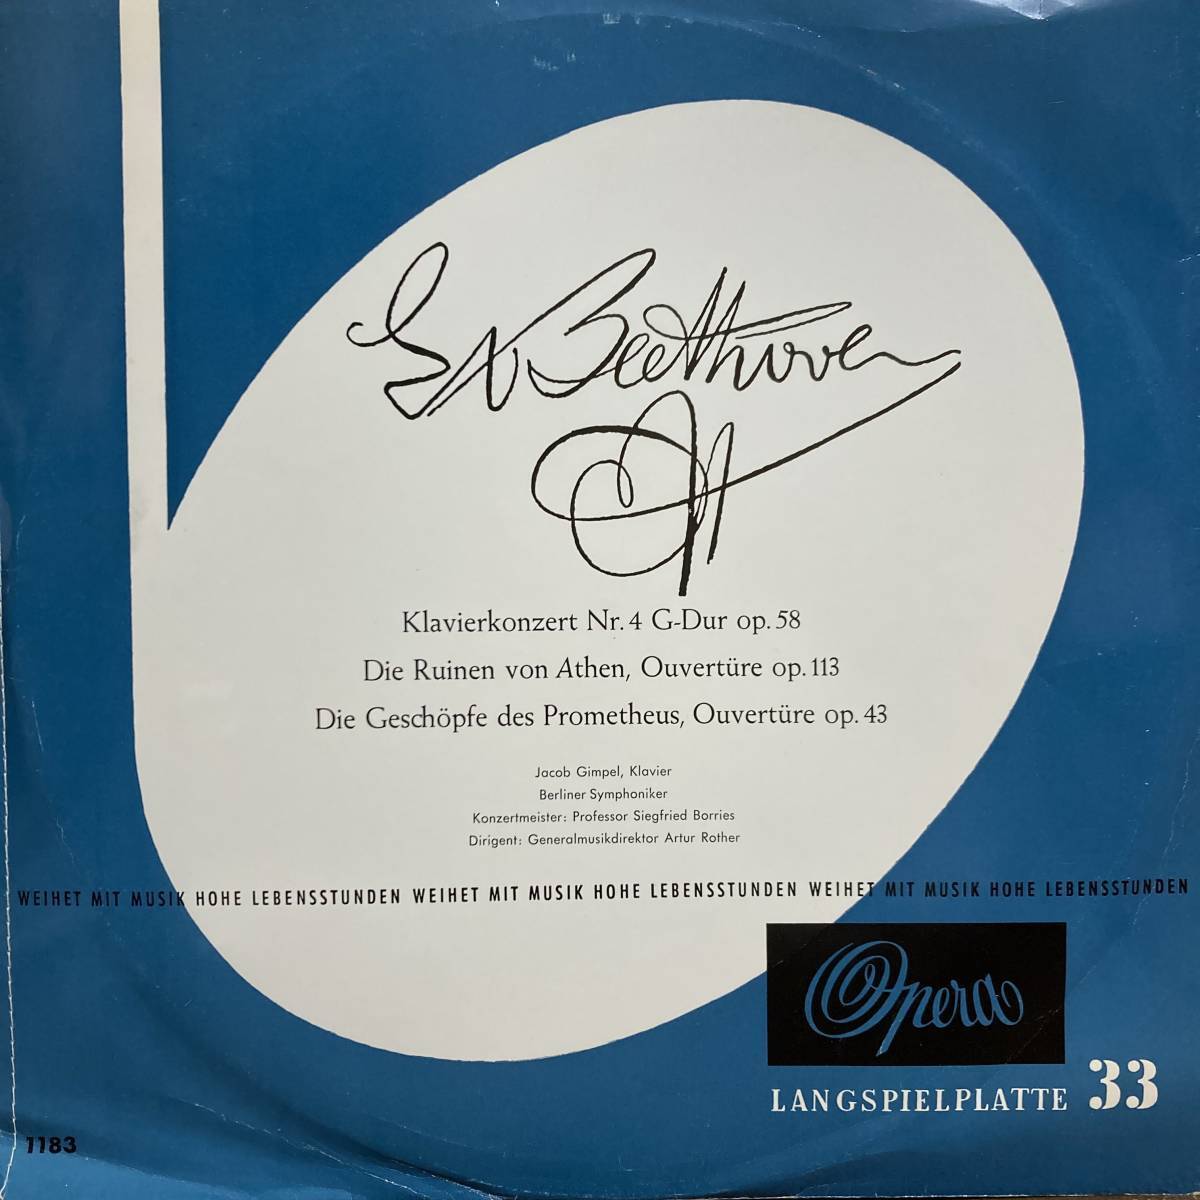 L v Beethoven
Klavierkonzert Nr. 4 G-Dur op. 58
Die Ruinen von Athen, Ouvertüre op. 113
Die Geschöpfe des Prometheus, Ouvertüre op. 43
Jacob Gimpel, Klavier
Berliner Symphoniker
Konzertmeister: Professor Siegfried Borries
Dirigent: Generalmusikdirektor Artur Rother
WEIHET MIT MUSIK HOHE LEBENSSTUNDEN WEIHET MIT MUSIK HOHE LEBENSSTUNDEN WEIHET MIT MUSIK HOHE LEBENSSTUNDEN
Opera
LANGSPIELPLATTE 33
1183